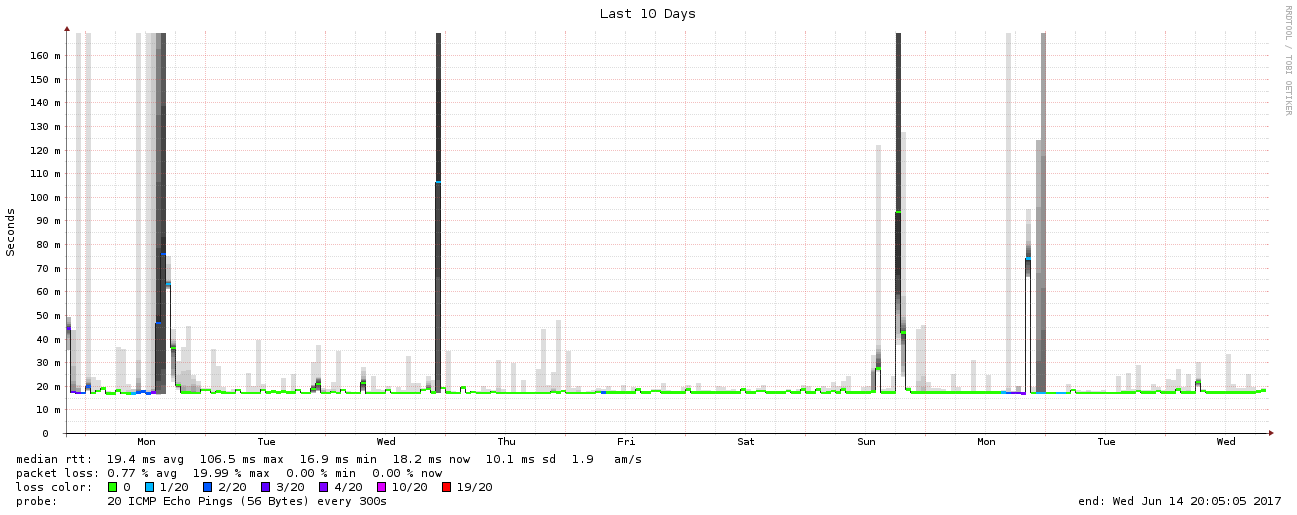 Last 10 Days
RRDTOOL / TOBI OETIKER
Seconds
160 m
150 m
140 m
130 m
120 m
110 m
100 m
90 m
80 m
70 m
60 m
50 m
40 m
30 m
20 m
10 m
0
Mon Tue Wed Thu Fri Sat Sun Mon Tue Wed
median rtt: 19.4 ms avg 106.5 ms max 16.9 ms min 18.2 ms now 10.1 ms sd 1.9 am/s
packet loss: 0.77 % avg 19.99 % max 0.00 % min 0.00 % now
loss color: 0 1/20 2/20 3/20 4/20 10/20 19/20
probe: 20 ICMP Echo Pings (56 Bytes) every 300s end: Wed Jun 14 20:05:05 2017